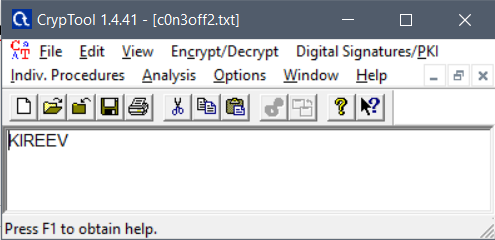 CrypTool 1.4.41 - [c0n3off2.txt]
File Edit View Encrypt/Decrypt Digital Signatures/PKI
Indiv. Procedures Analysis Options Window Help
KIREEV
Press F1 to obtain help.